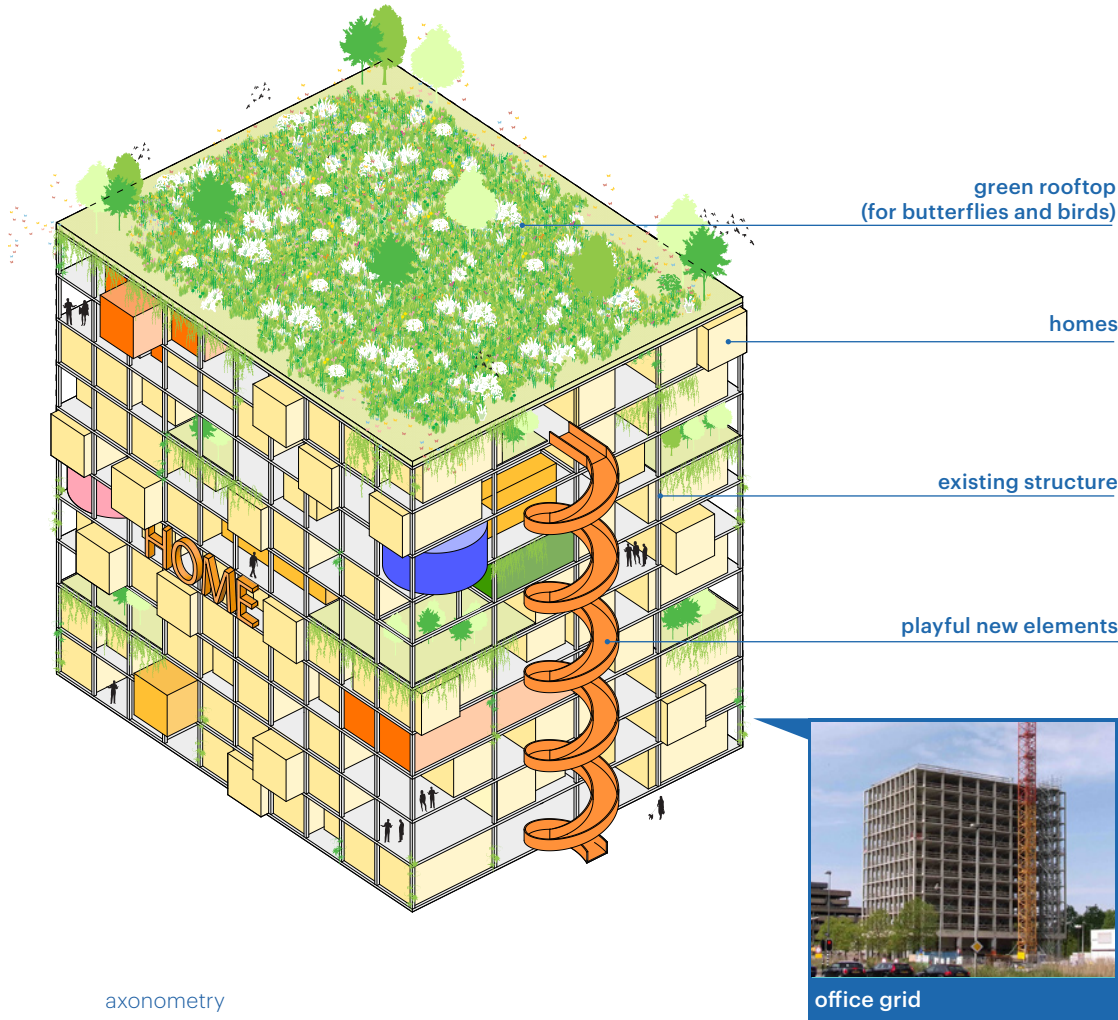 green rooftop
(for butterflies and birds)
homes
existing structure
HOME
playful new elements
office grid
axonometry